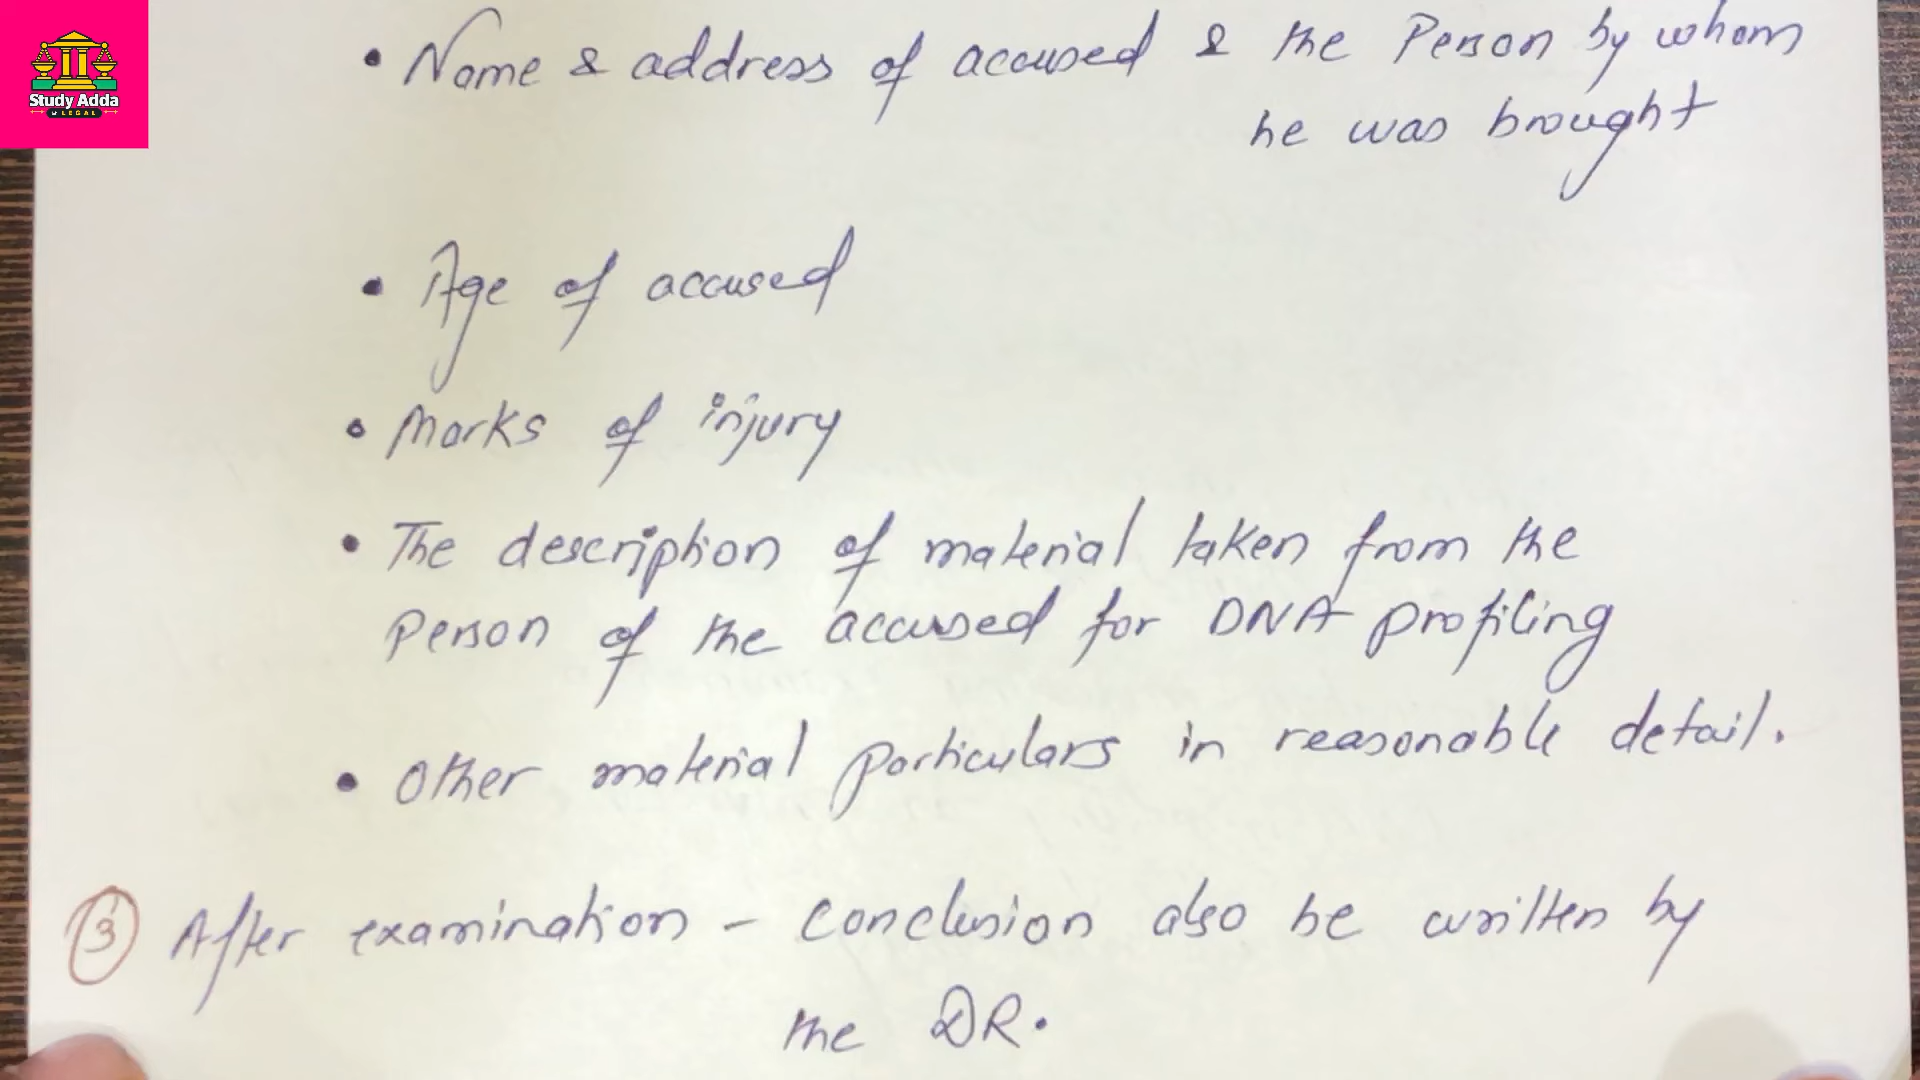 Study Adda
LEGAL
• Name & address of accused & the Person by whom
he was brought
• Age of accused
• Marks of injury
• The description of material taken from the
person of the accused for DNA profiling
• Other material particulars in reasonable detail.
③ After examination - Conclusion also be written by
the DR.